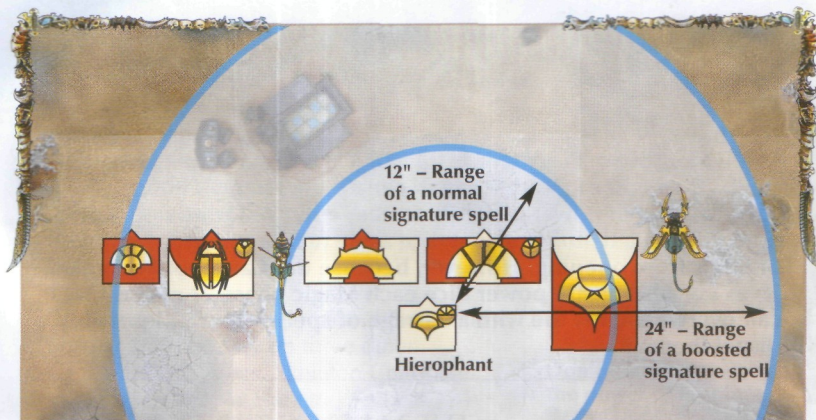 12" – Range
of a normal
signature spell
Hierophant
24" – Range
of a boosted
signature spell